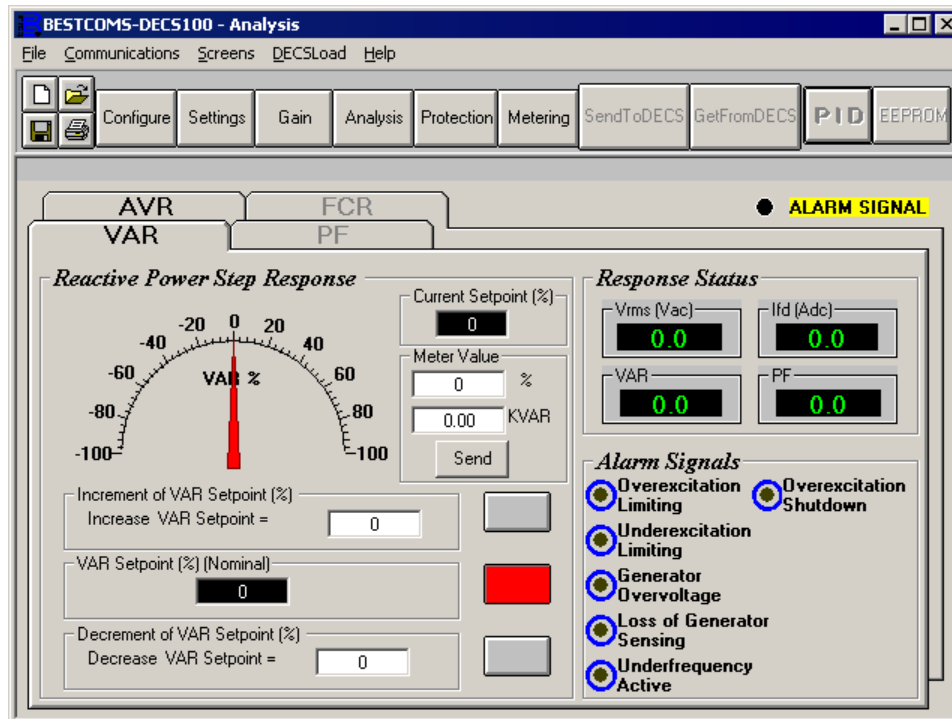 BESTCOMS-DECS100 - Analysis
File Communications Screens DECSLoad Help
Configure Settings Gain Analysis Protection Metering SendToDECS GetFromDECS PID EEPROM
AVR FCR
ALARM SIGNAL
VAR PF
Reactive Power Step Response
-100 -80 -60 -40 -20 0 20 40 60 80 100
VAR %
Current Setpoint (%)
0
Meter Value
0 %
0.00 KVAR
Send
Increment of VAR Setpoint (%)
Increase VAR Setpoint = 0
VAR Setpoint (%) (Nominal)
0
Decrement of VAR Setpoint (%)
Decrease VAR Setpoint = 0
Response Status
Vrms (Vac) Ifd (Adc)
0.0 0.0
VAR PF
0.0 0.0
Alarm Signals
Overexcitation
Limiting
Overexcitation
Shutdown
Underexcitation
Limiting
Generator
Overvoltage
Loss of Generator
Sensing
Underfrequency
Active